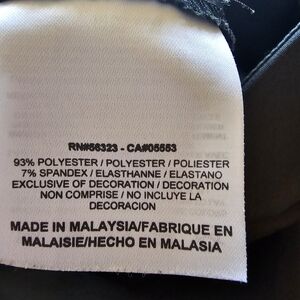 RN#56323 - CA#05553
93% POLYESTER / POLYESTER / POLIESTER
7% SPANDEX / ELASTHANNE / ELASTANO
EXCLUSIVE OF DECORATION / DECORATION
NON COMPRISE / NO INCLUYE LA
DECORACION
MADE IN MALAYSIA/FABRIQUE EN
MALAISIE/HECHO EN MALASIA